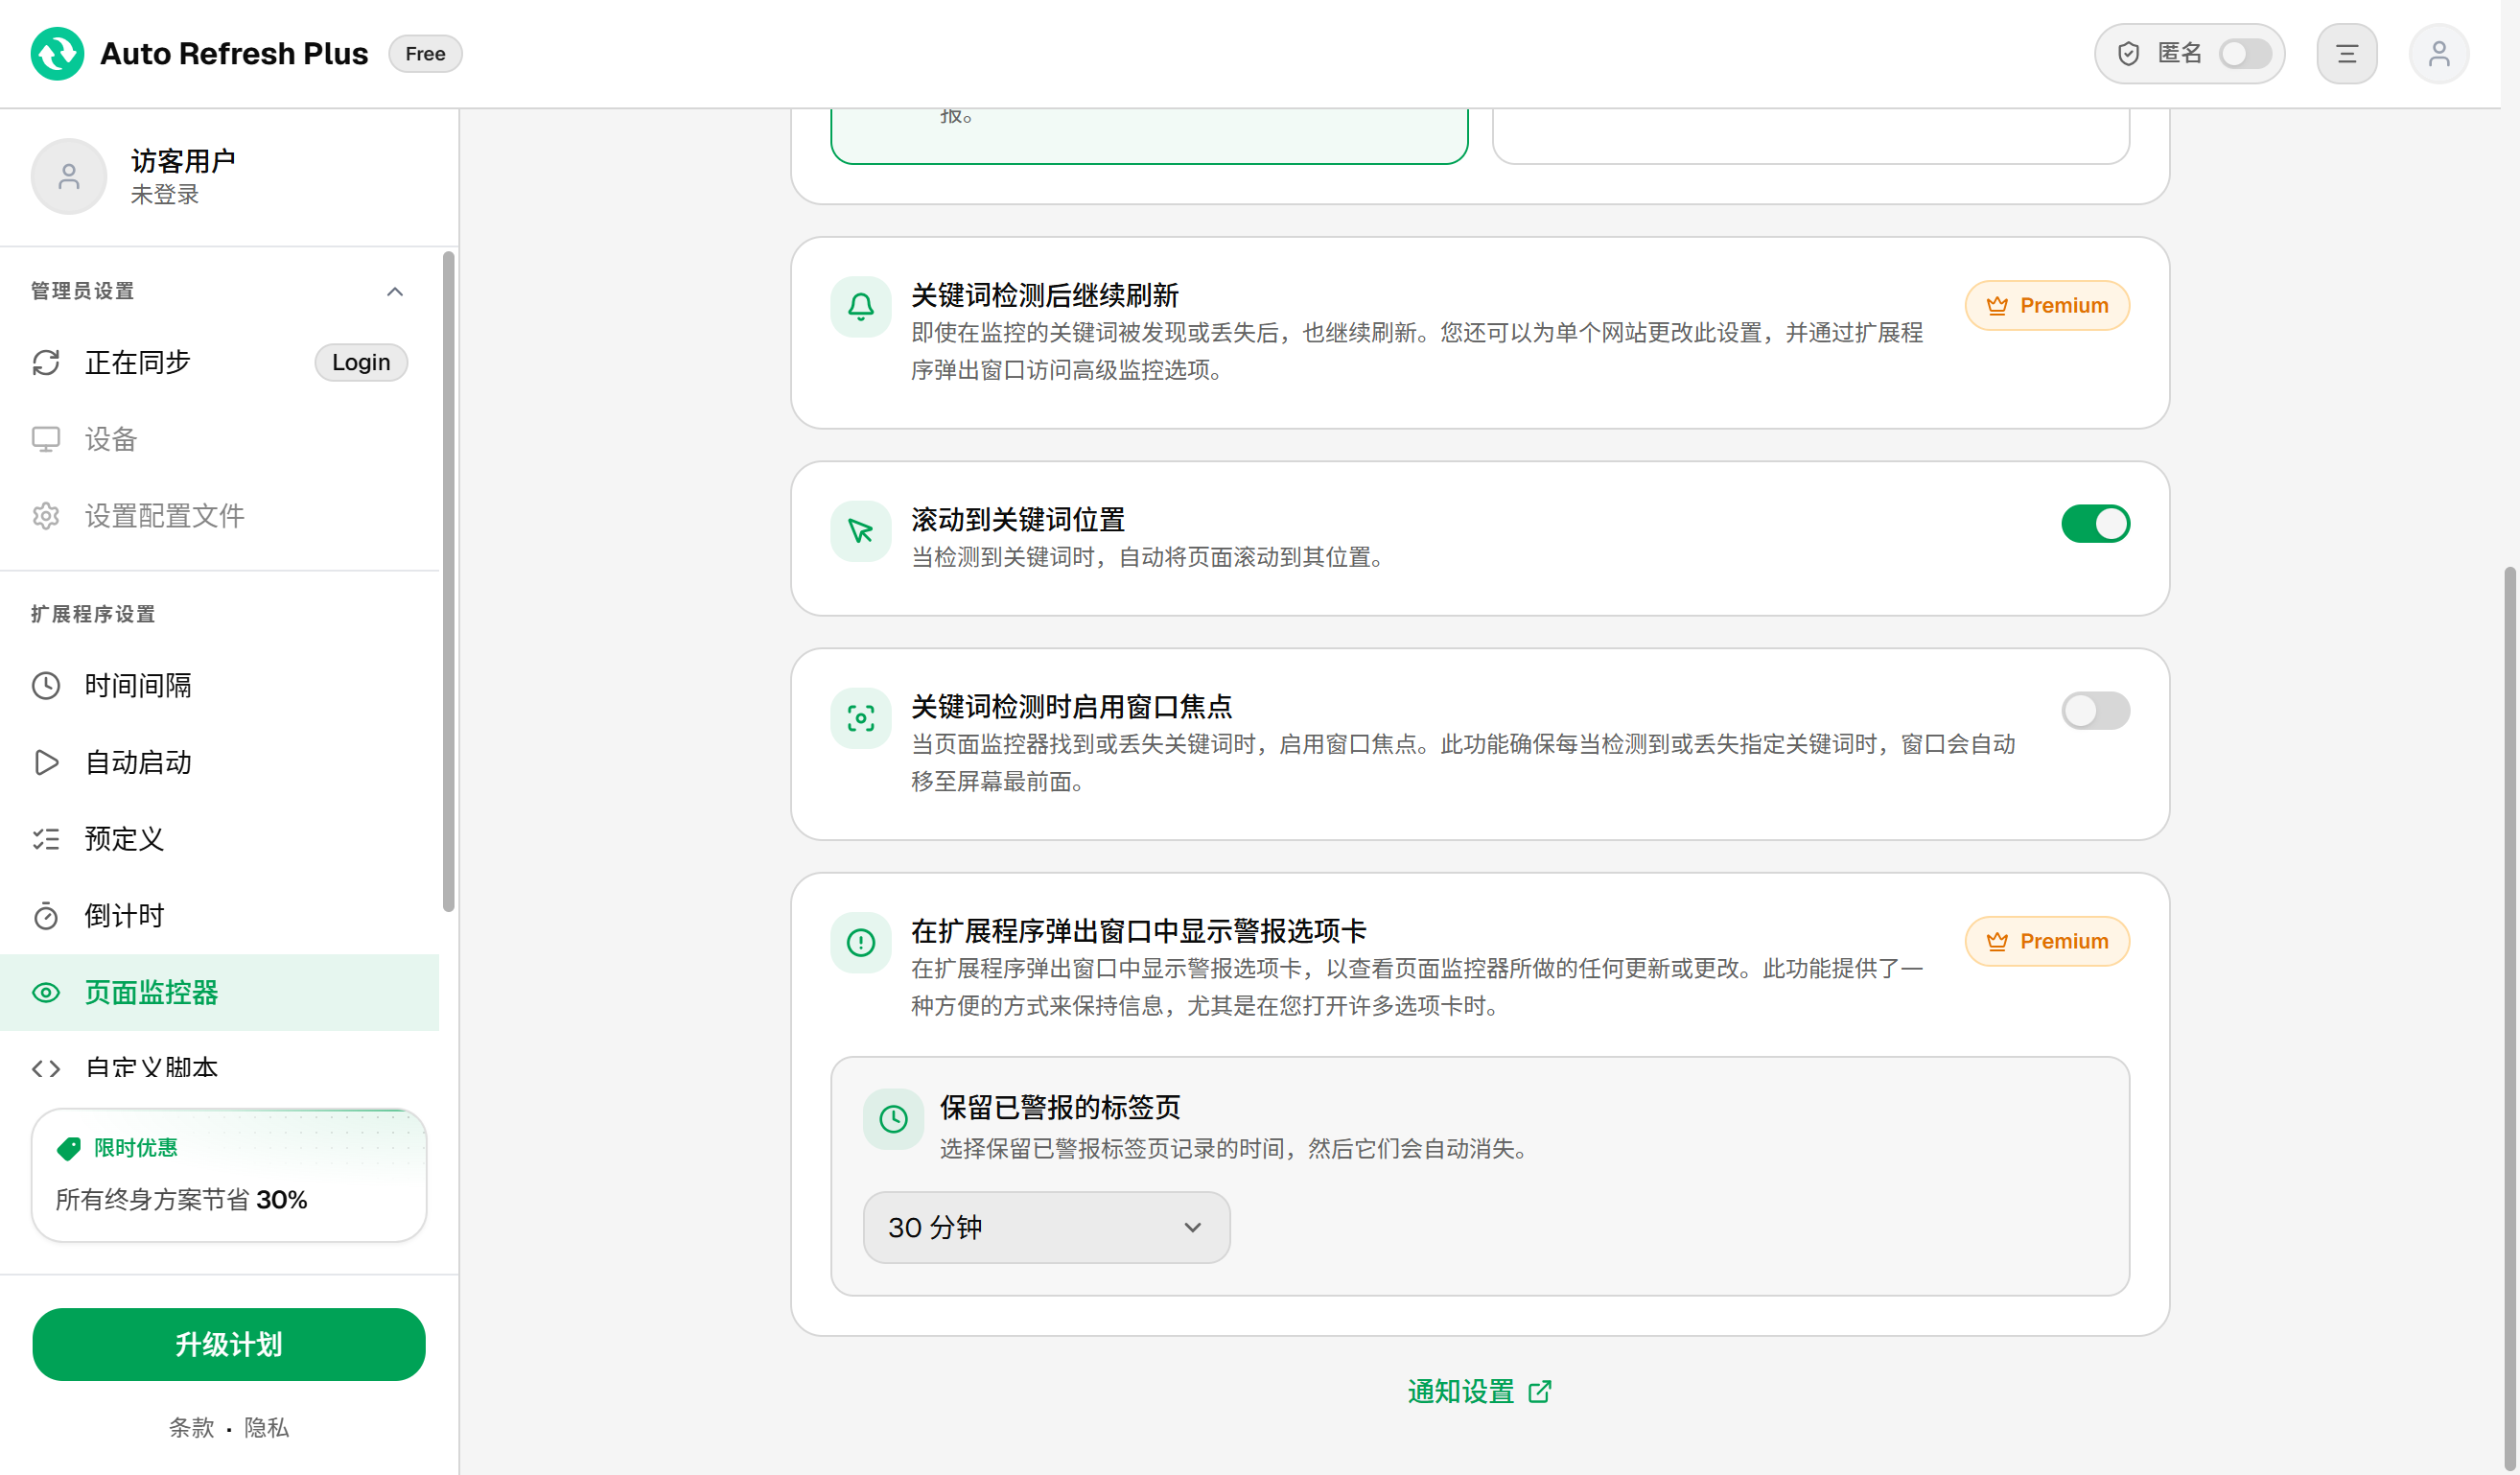 Auto Refresh Plus
Free
匿名
访客用户
未登录
管理员设置
正在同步
Login
设备
设置配置文件
扩展程序设置
时间间隔
自动启动
预定义
倒计时
页面监控器
自定义脚本
限时优惠
所有终身方案节省 30%
升级计划
条款 · 隐私
报。
关键词检测后继续刷新
Premium
即使在监控的关键词被发现或丢失后，也继续刷新。您还可以为单个网站更改此设置，并通过扩展程
序弹出窗口访问高级监控选项。
滚动到关键词位置
当检测到关键词时，自动将页面滚动到其位置。
关键词检测时启用窗口焦点
当页面监控器找到或丢失关键词时，启用窗口焦点。此功能确保每当检测到或丢失指定关键词时，窗口会自动
移至屏幕最前面。
在扩展程序弹出窗口中显示警报选项卡
Premium
在扩展程序弹出窗口中显示警报选项卡，以查看页面监控器所做的任何更新或更改。此功能提供了一
种方便的方式来保持信息，尤其是在您打开许多选项卡时。
保留已警报的标签页
选择保留已警报标签页记录的时间，然后它们会自动消失。
30 分钟
通知设置